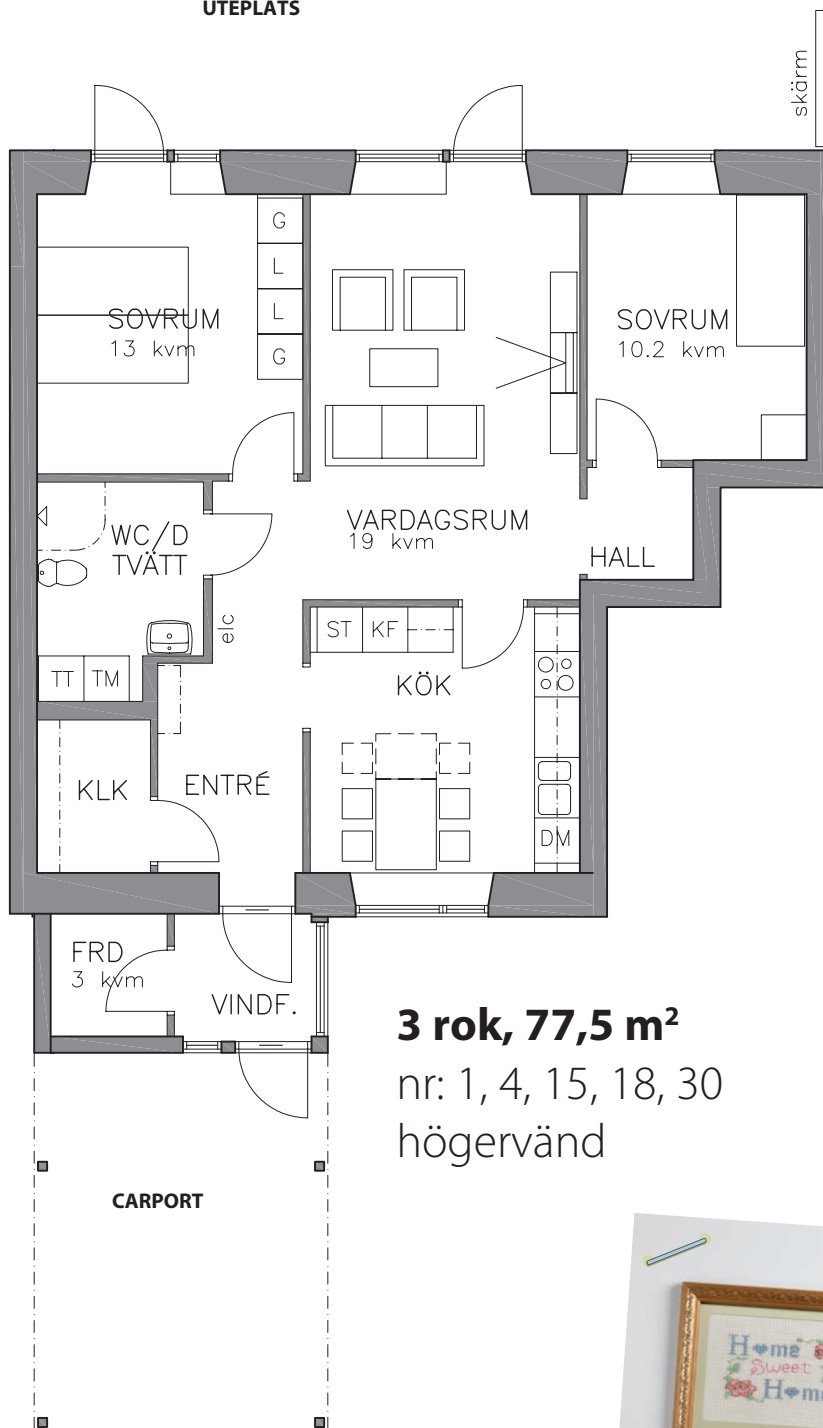 UTEPLATS
skärm
G
L
L
G
SOVRUM
13 kvm
SOVRUM
10.2 kvm
VARDAGSRUM
19 kvm
WC/D
TVÄTT
HALL
elc
ST KF
TT TM
KÖK
KLK
ENTRÉ
DM
FRD
3 kvm
VINDF.
3 rok, 77,5 m²
nr: 1, 4, 15, 18, 30
högervänd
CARPORT
Home
Sweet
Home